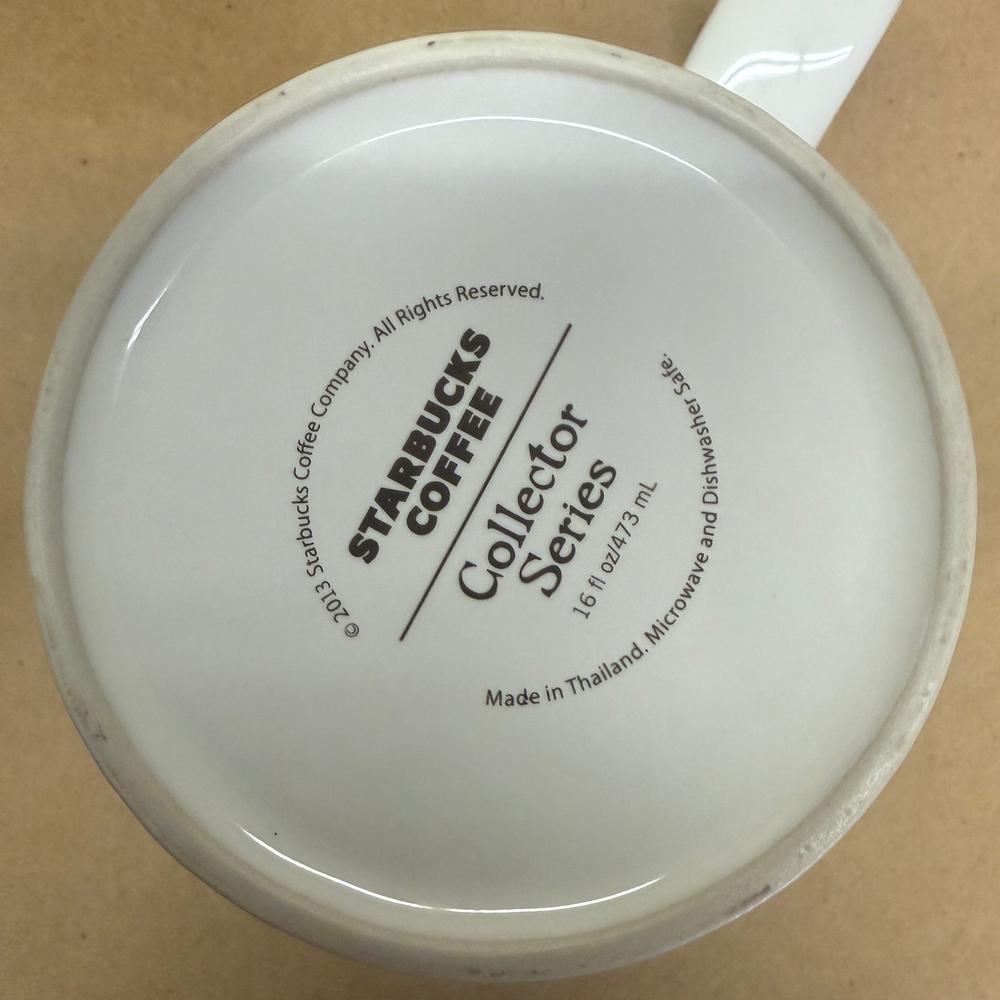 © 2013 Starbucks Coffee Company. All Rights Reserved.
STARBUCKS
COFFEE
Collector
Series
16 fl oz/473 mL
Made in Thailand. Microwave and Dishwasher Safe.